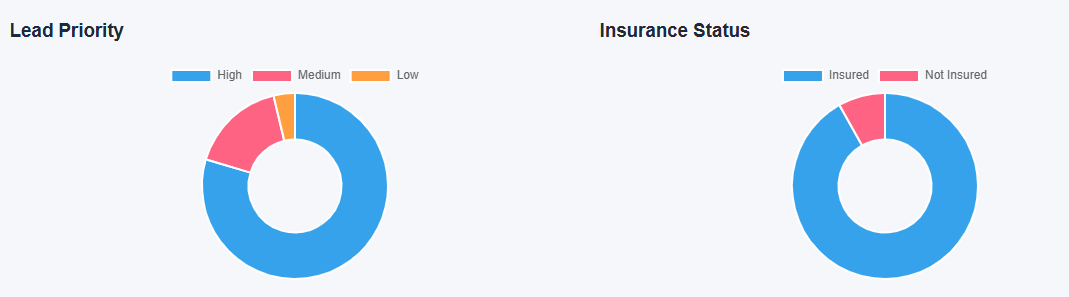 Lead Priority
High Medium Low
Insurance Status
Insured Not Insured